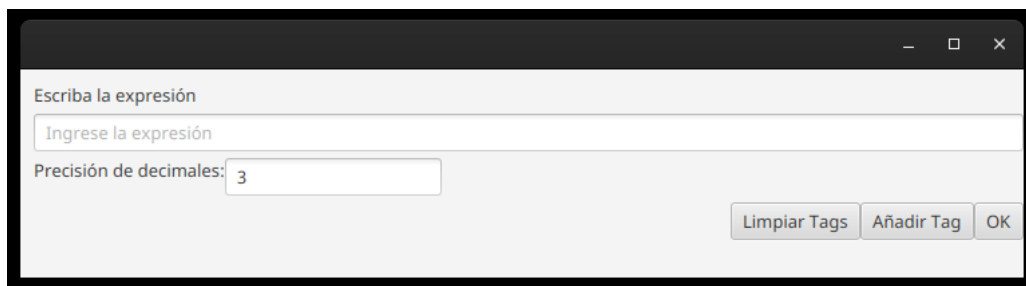 Escriba la expresión
Ingrese la expresión
Precisión de decimales: 3
Limpiar Tags Añadir Tag OK